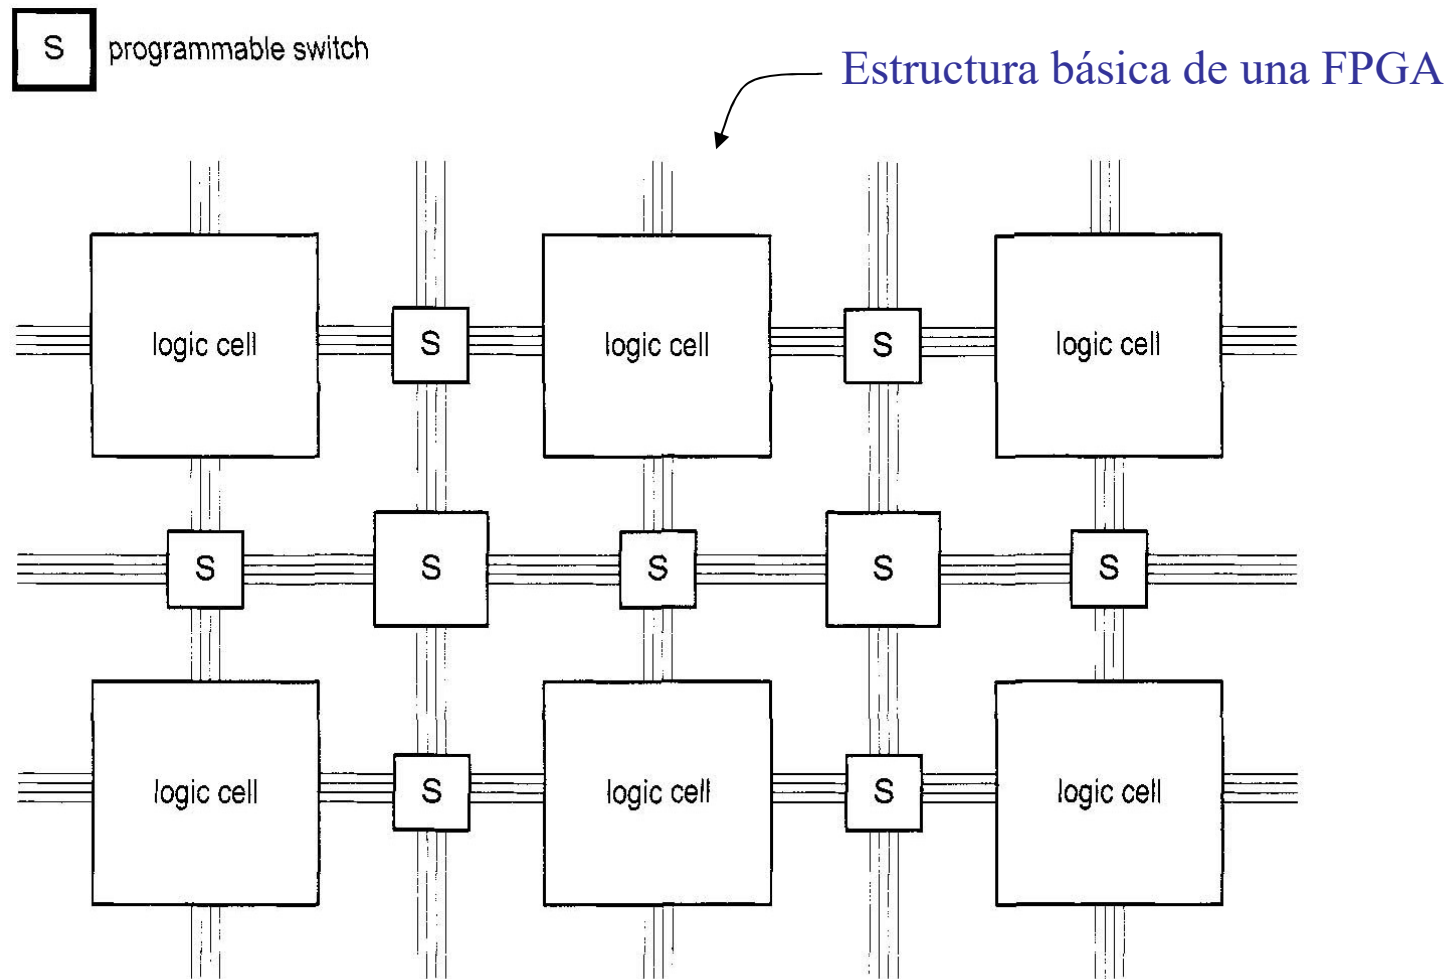 S programmable switch
Estructura básica de una FPGA
logic cell S logic cell S logic cell
S S S S S
logic cell S logic cell S logic cell